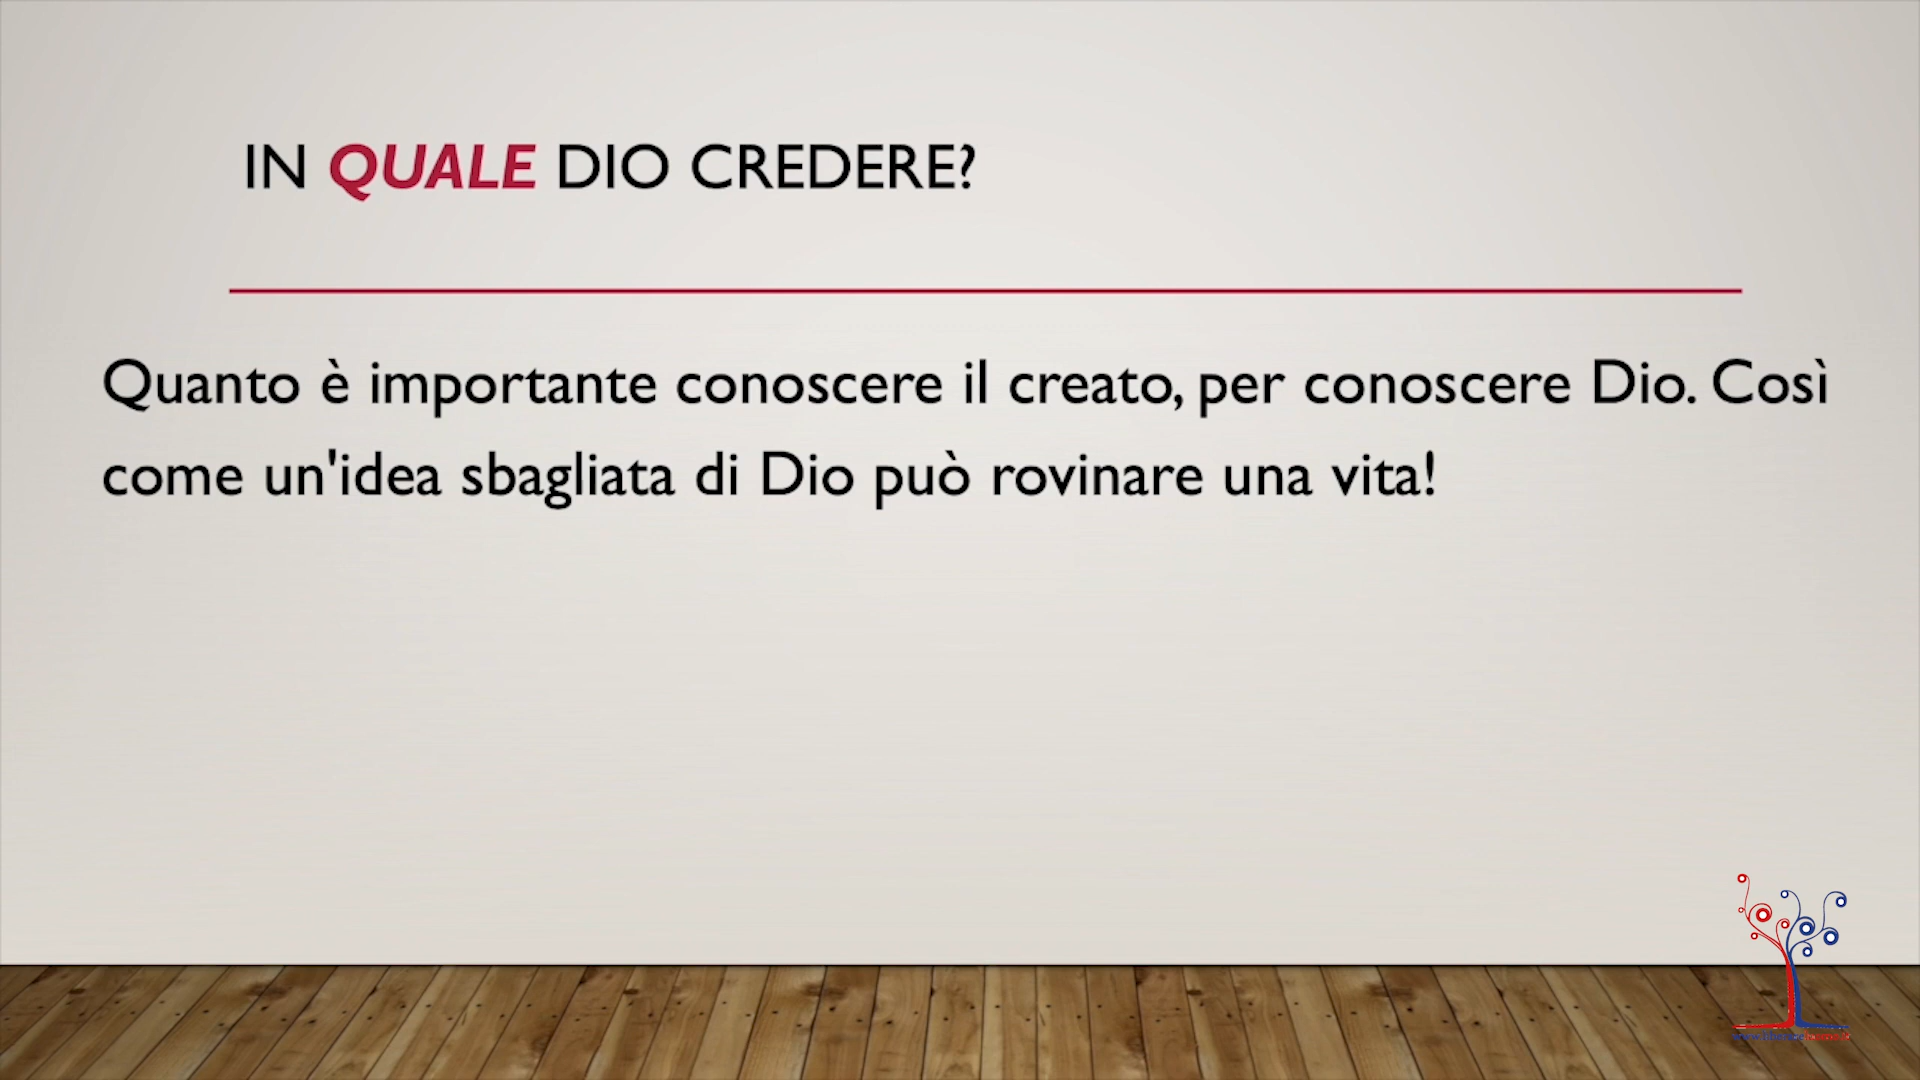 IN QUALE DIO CREDERE?
Quanto è importante conoscere il creato, per conoscere Dio. Così
come un'idea sbagliata di Dio può rovinare una vita!